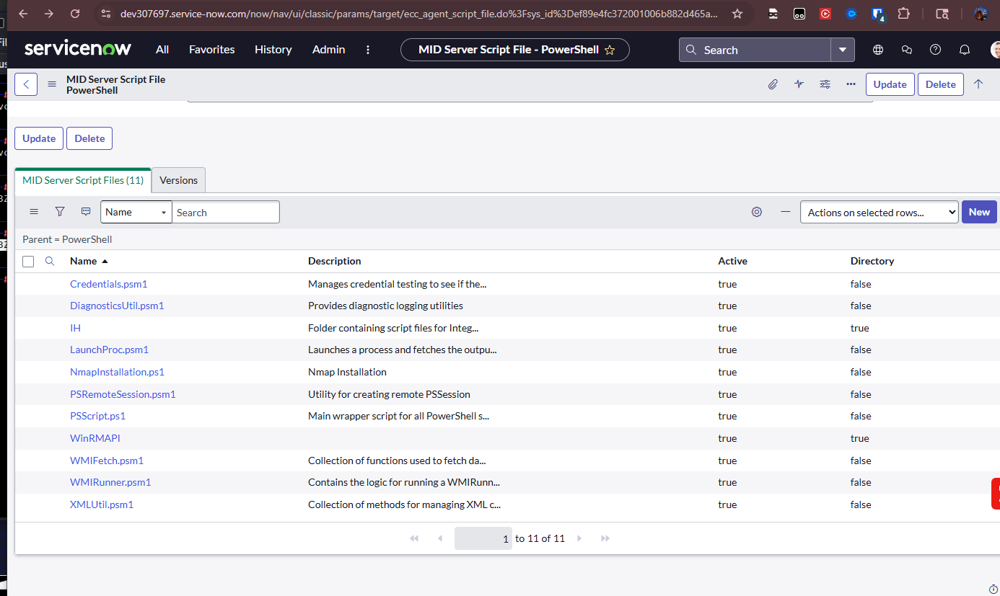 dev307697.service-now.com/now/nav/ui/classic/params/target/ecc_agent_script_file.do%3Fsys_id%3Def89e4fc372001006b882d465a...
4
servicenow All Favorites History Admin MID Server Script File - PowerShell Search
MID Server Script File
PowerShell
Update Delete
Update Delete
MID Server Script Files (11) Versions
Name Search Actions on selected rows... New
Parent = PowerShell
Name Description Active Directory
Credentials.psm1 Manages credential testing to see if the... true false
DiagnosticsUtil.psm1 Provides diagnostic logging utilities true false
IH Folder containing script files for Integ... true true
LaunchProc.psm1 Launches a process and fetches the outpu... true false
NmapInstallation.ps1 Nmap Installation true false
PSRemoteSession.psm1 Utility for creating remote PSSession true false
PSScript.ps1 Main wrapper script for all PowerShell s... true false
WinRMAPI true true
WMIFetch.psm1 Collection of functions used to fetch da... true false
WMIRunner.psm1 Contains the logic for running a WMIRunn... true false
XMLUtil.psm1 Collection of methods for managing XML c... true false
1 to 11 of 11